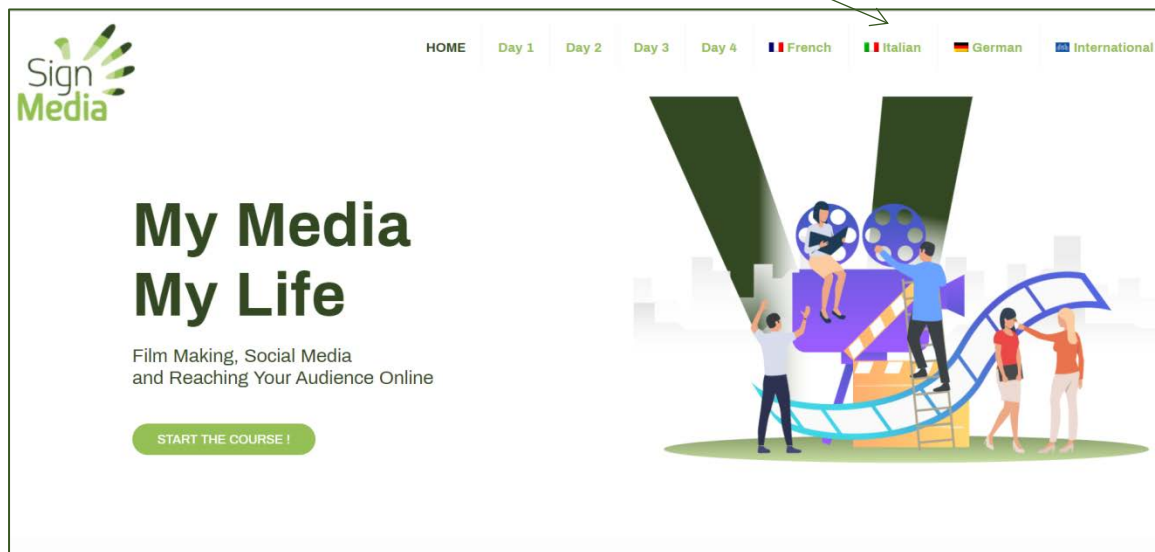 Sign
Media
HOME Day 1 Day 2 Day 3 Day 4 French Italian German International
My Media
My Life
Film Making, Social Media
and Reaching Your Audience Online
START THE COURSE !